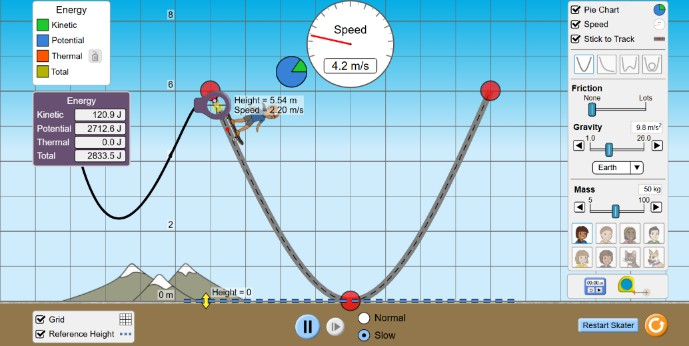 Energy
Kinetic
Potential
Thermal
Total
Speed
4.2 m/s
Pie Chart
Speed
Stick to Track
Friction
None Lots
Gravity 9.8 m/s²
1.0 26.0
Earth
Mass 50 kg
5 100
Energy
Kinetic 120.9 J
Potential 2712.6 J
Thermal 0.0 J
Total 2833.5 J
Height = 5.54 m
Speed = 2.20 m/s
6
4
2
0 m
Height = 0
Grid
Reference Height
Normal
Slow
Restart Skater